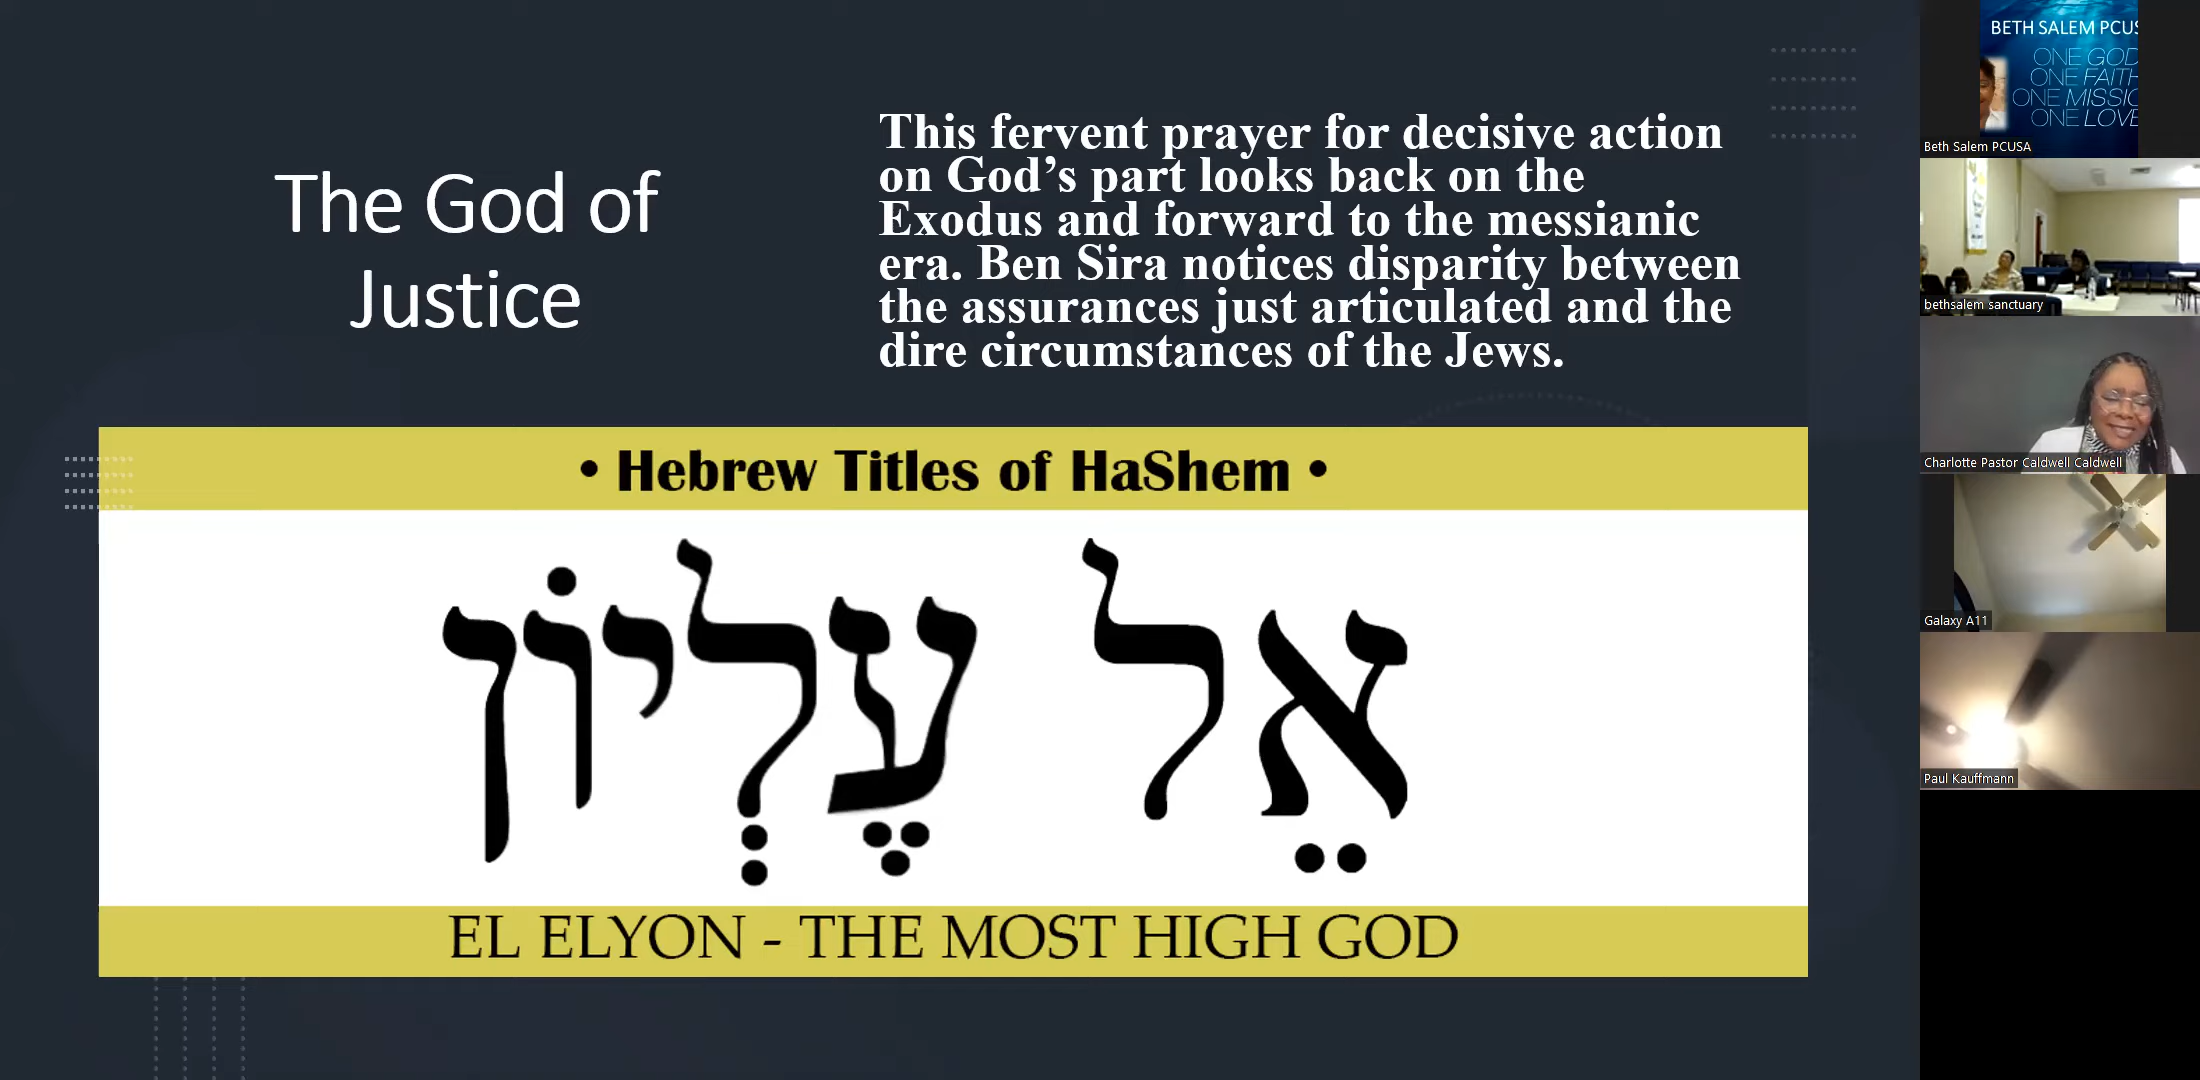 The God of
Justice
This fervent prayer for decisive action
on God’s part looks back on the
Exodus and forward to the messianic
era. Ben Sira notices disparity between
the assurances just articulated and the
dire circumstances of the Jews.
• Hebrew Titles of HaShem •
אֵל עֶלְיוֹן
EL ELYON - THE MOST HIGH GOD
BETH SALEM PCUS
ONE GOD
ONE FAITH
ONE MISSIO
ONE LOVE
Beth Salem PCUSA
bethsalem sanctuary
Charlotte Pastor Caldwell Caldwell
Galaxy A11
Paul Kauffmann